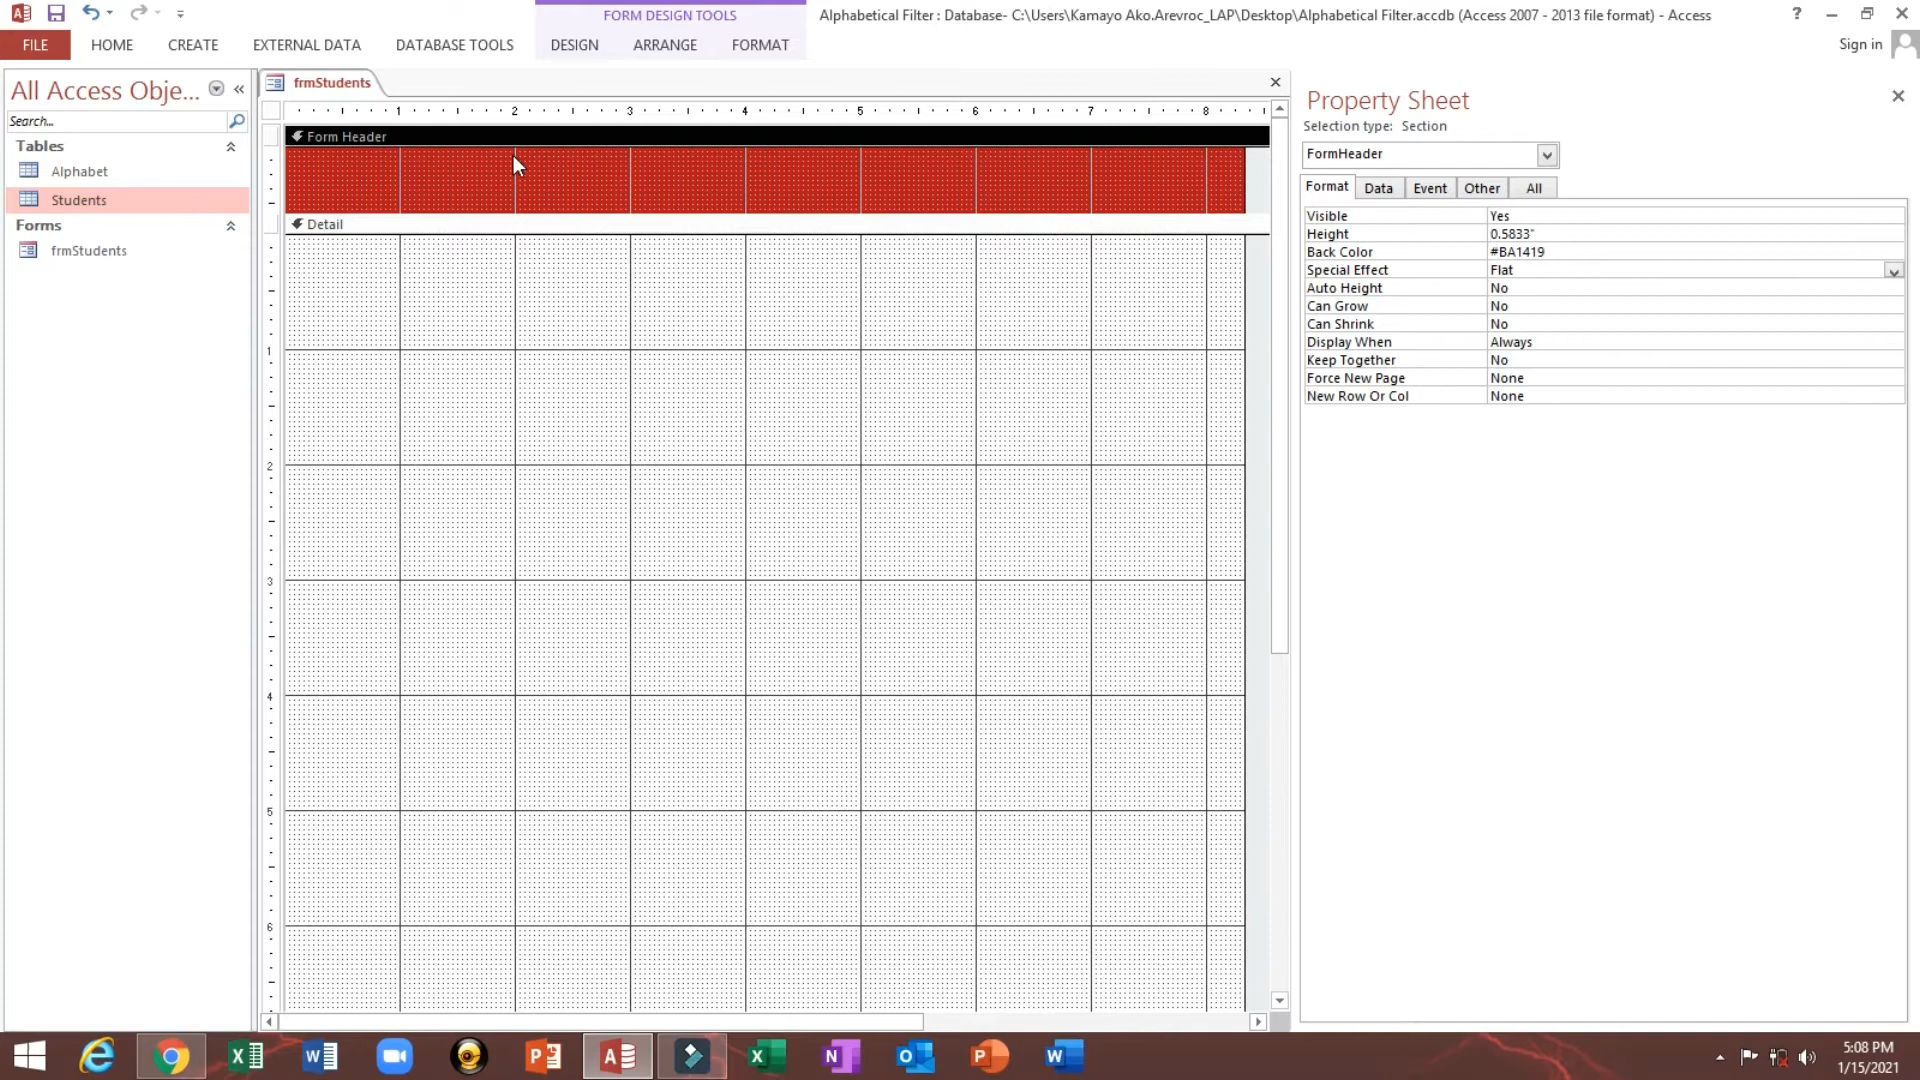 FORM DESIGN TOOLS
Alphabetical Filter : Database- C:\Users\Kamayo Ako.Arevroc_LAP\Desktop\Alphabetical Filter.accdb (Access 2007 - 2013 file format) - Access
?
FILE HOME CREATE EXTERNAL DATA DATABASE TOOLS DESIGN ARRANGE FORMAT
Sign in
All Access Obje...
Search...
Tables
Alphabet
Students
Forms
frmStudents
frmStudents
1 2 3 4 5 6 7 8
Form Header
Detail
1
2
3
4
5
6
Property Sheet
Selection type: Section
FormHeader
Format Data Event Other All
Visible Yes
Height 0.5833"
Back Color #BA1419
Special Effect Flat
Auto Height No
Can Grow No
Can Shrink No
Display When Always
Keep Together No
Force New Page None
New Row Or Col None
5:08 PM
1/15/2021